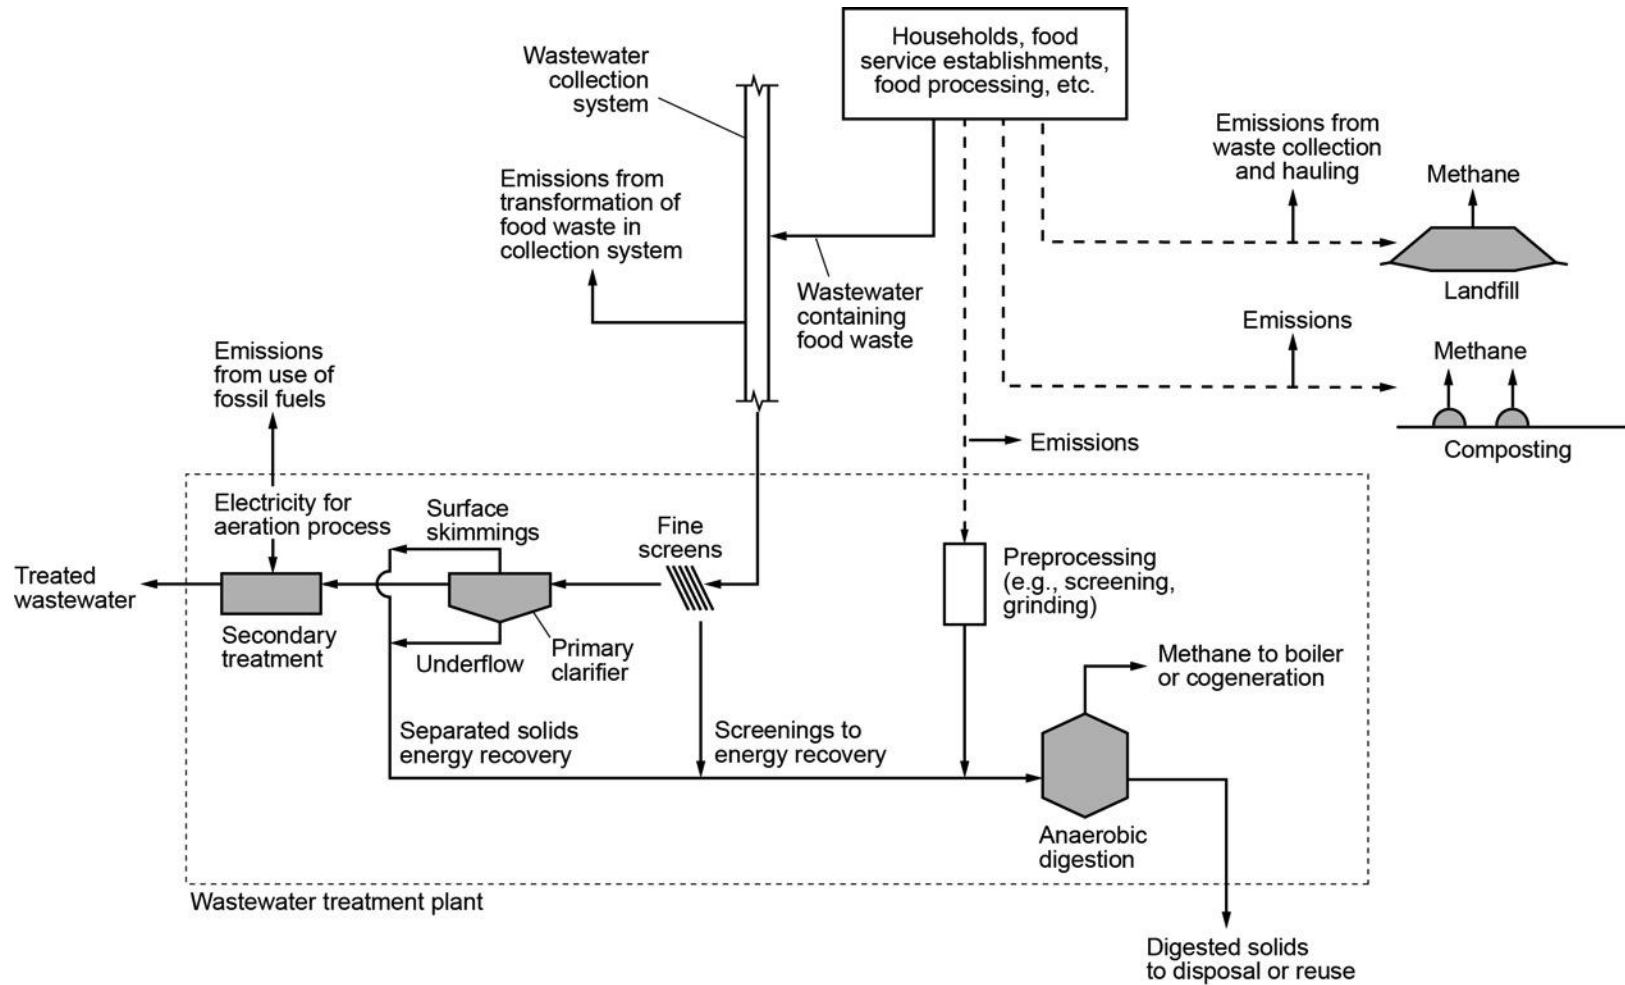 Households, food
service establishments,
food processing, etc.
Wastewater
collection
system
Emissions from
waste collection
and hauling
Methane
Landfill
Emissions from
transformation of
food waste in
collection system
Wastewater
containing
food waste
Emissions
Methane
Composting
Emissions
from use of
fossil fuels
Emissions
Electricity for
aeration process
Surface
skimmings
Fine
screens
Preprocessing
(e.g., screening,
grinding)
Treated
wastewater
Secondary
treatment
Underflow
Primary
clarifier
Methane to boiler
or cogeneration
Separated solids
energy recovery
Screenings to
energy recovery
Anaerobic
digestion
Wastewater treatment plant
Digested solids
to disposal or reuse